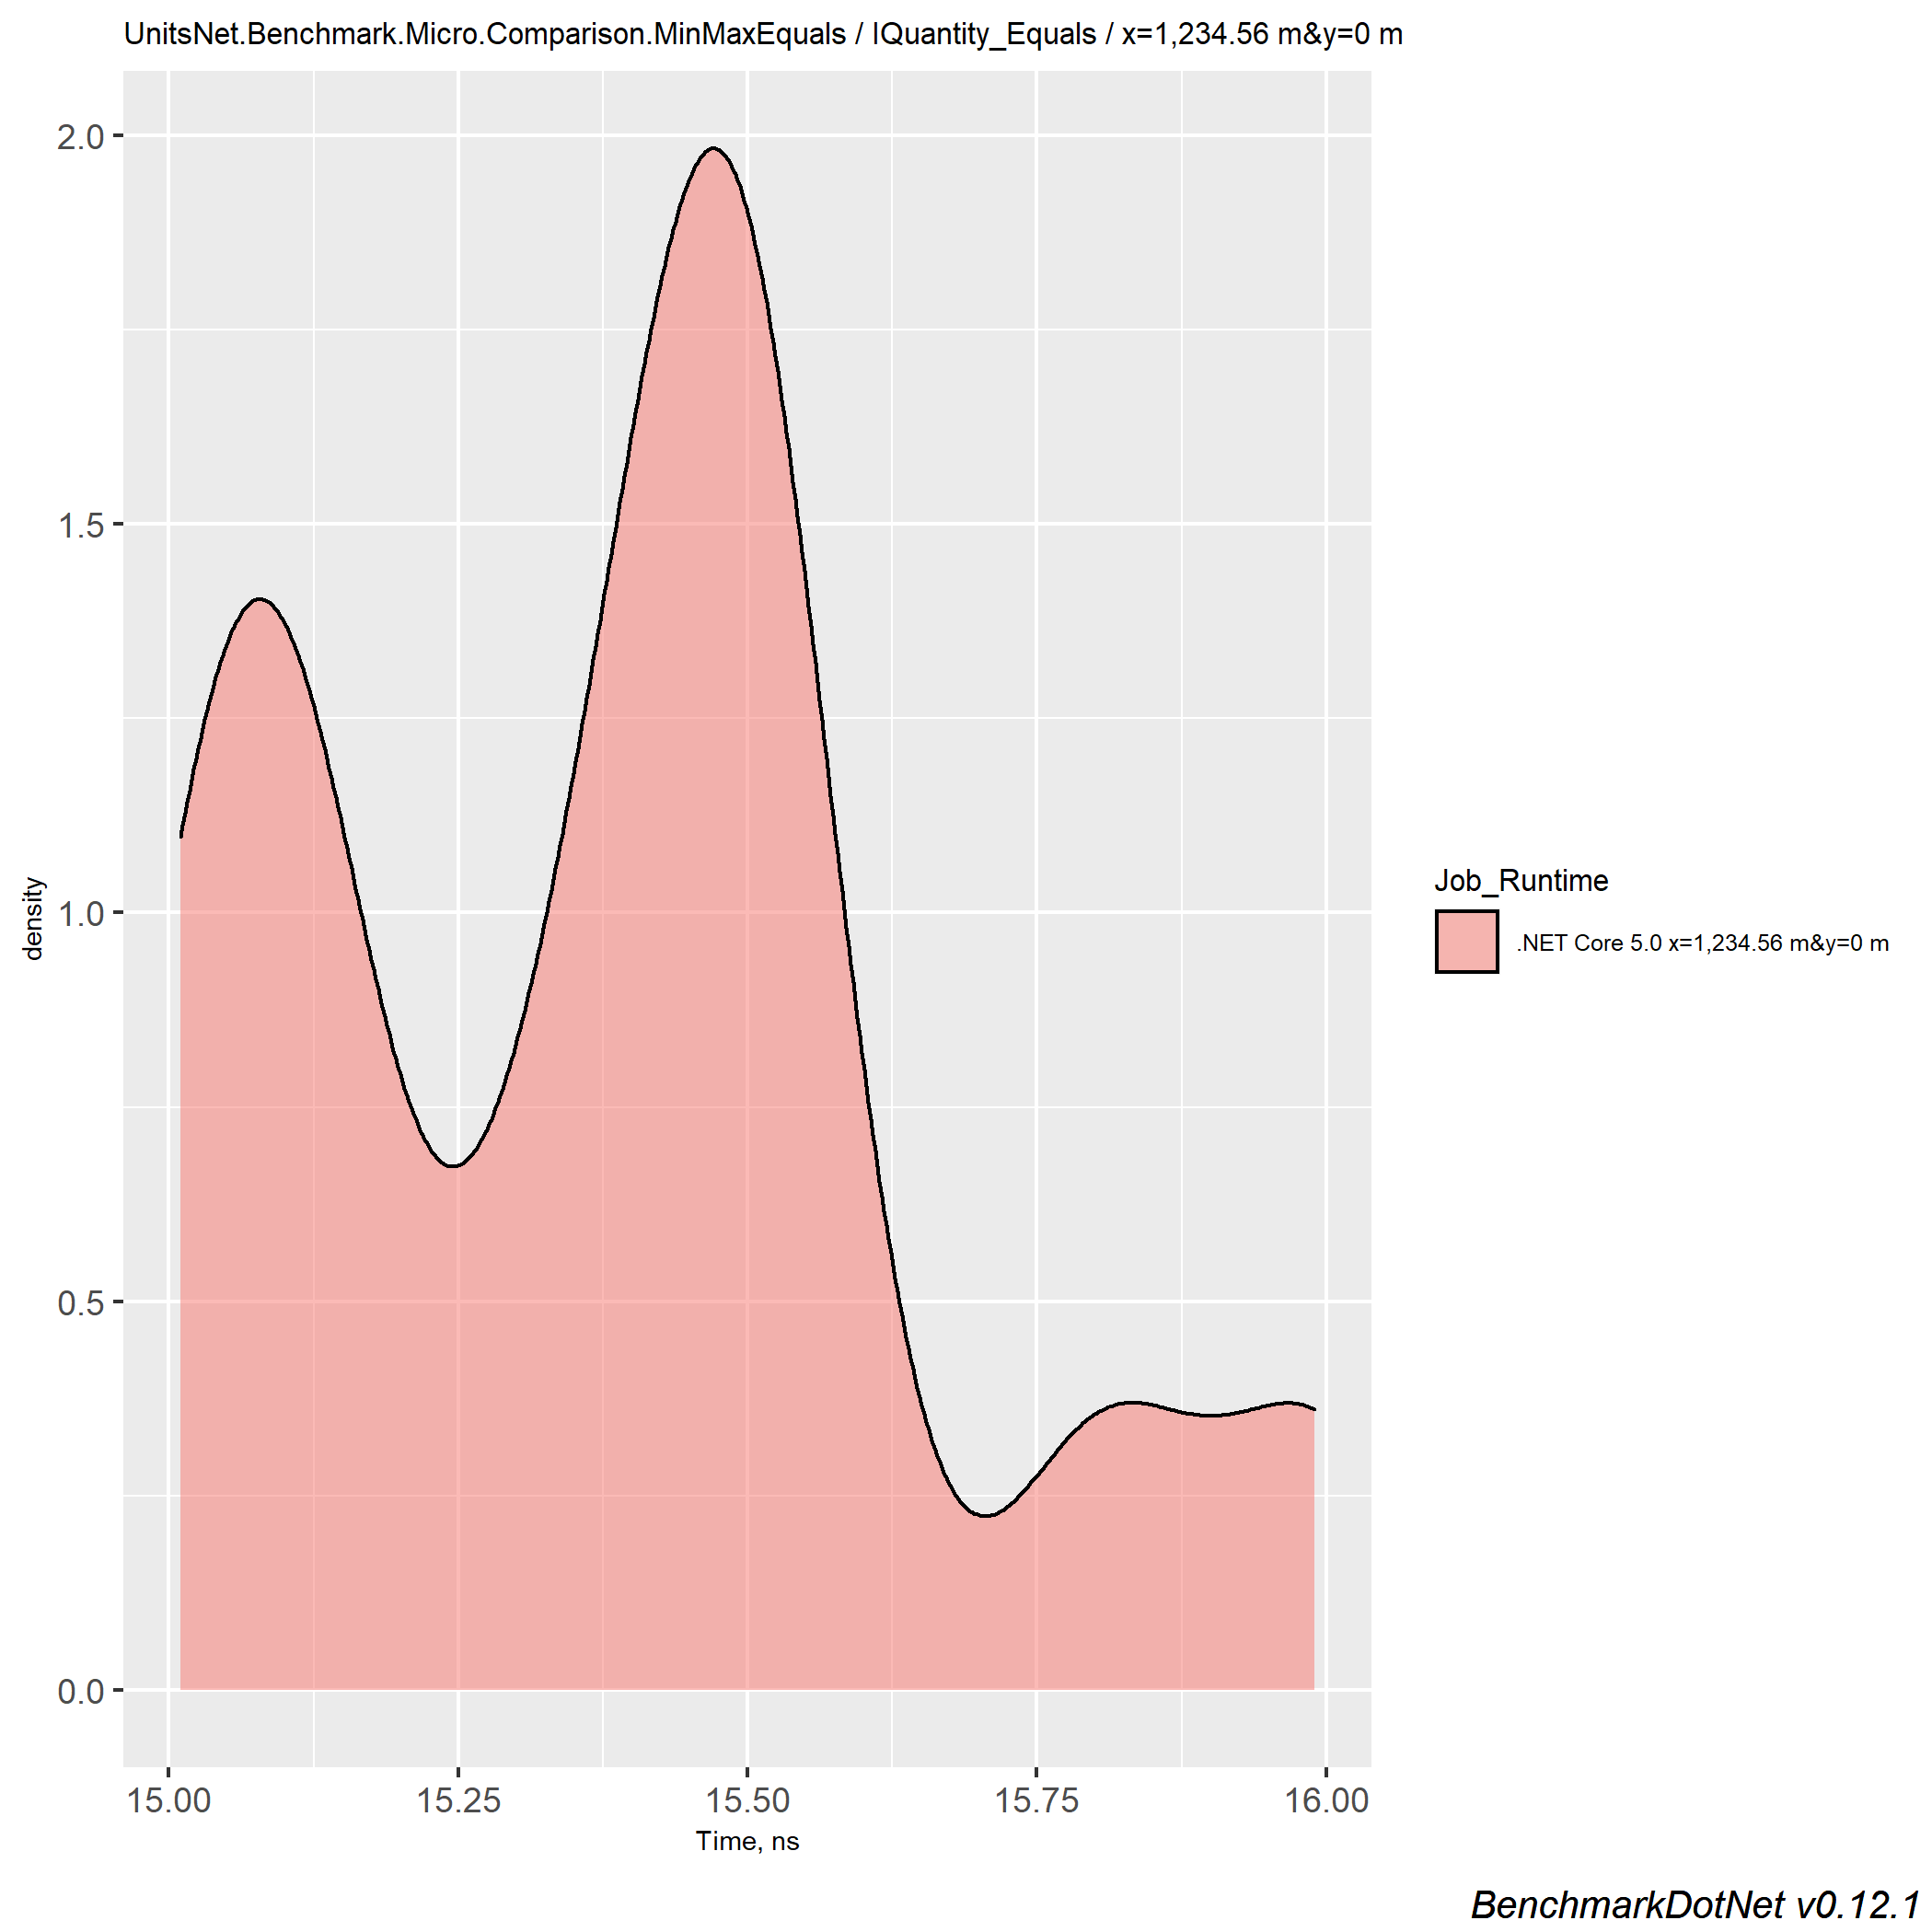 UnitsNet.Benchmark.Micro.Comparison.MinMaxEquals / IQuantity_Equals / x=1,234.56 m&y=0 m
2.0
1.5
1.0
0.5
0.0
density
15.00 15.25 15.50 15.75 16.00
Time, ns
Job_Runtime
.NET Core 5.0 x=1,234.56 m&y=0 m
BenchmarkDotNet v0.12.1